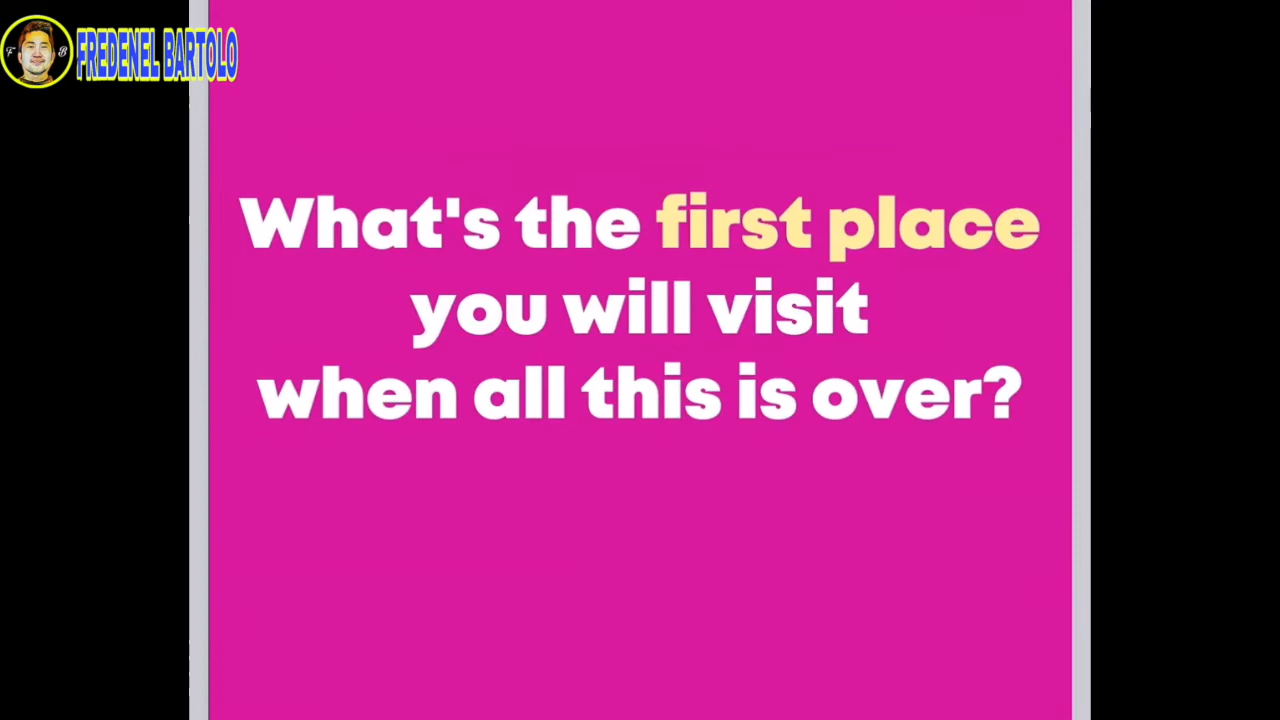 F B FREDENEL BARTOLO
What's the first place
you will visit
when all this is over?